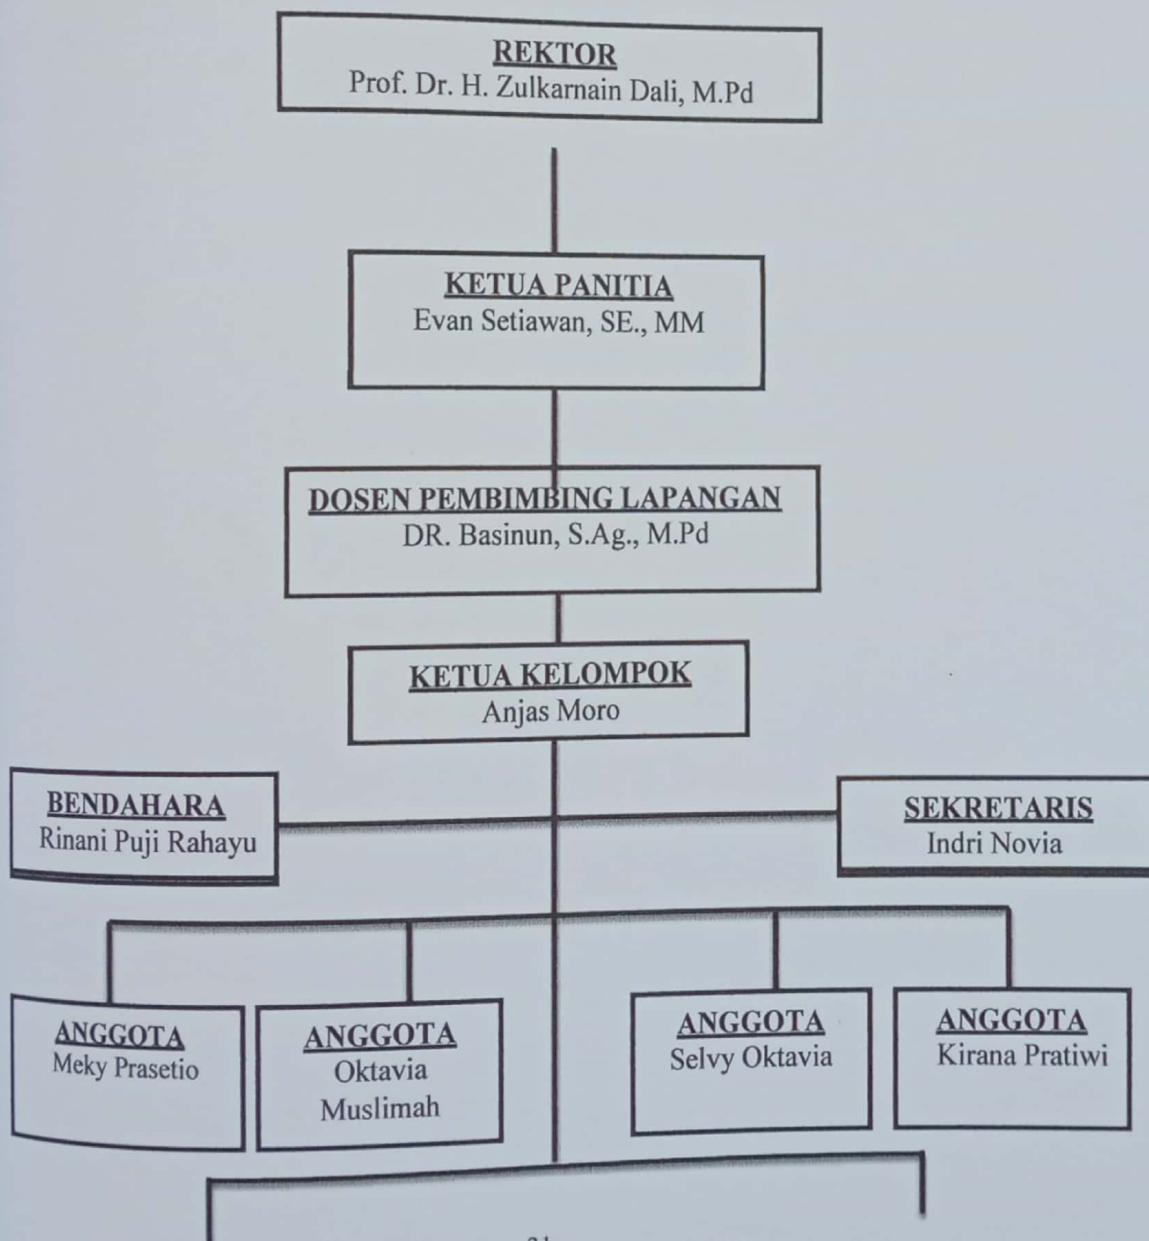 REKTOR
Prof. Dr. H. Zulkarnain Dali, M.Pd
KETUA PANITIA
Evan Setiawan, SE., MM
DOSEN PEMBIMBING LAPANGAN
DR. Basinun, S.Ag., M.Pd
KETUA KELOMPOK
Anjas Moro
BENDAHARA
Rinani Puji Rahayu
SEKRETARIS
Indri Novia
ANGGOTA
Meky Prasetio
ANGGOTA
Oktavia
Muslimah
ANGGOTA
Selvy Oktavia
ANGGOTA
Kirana Pratiwi